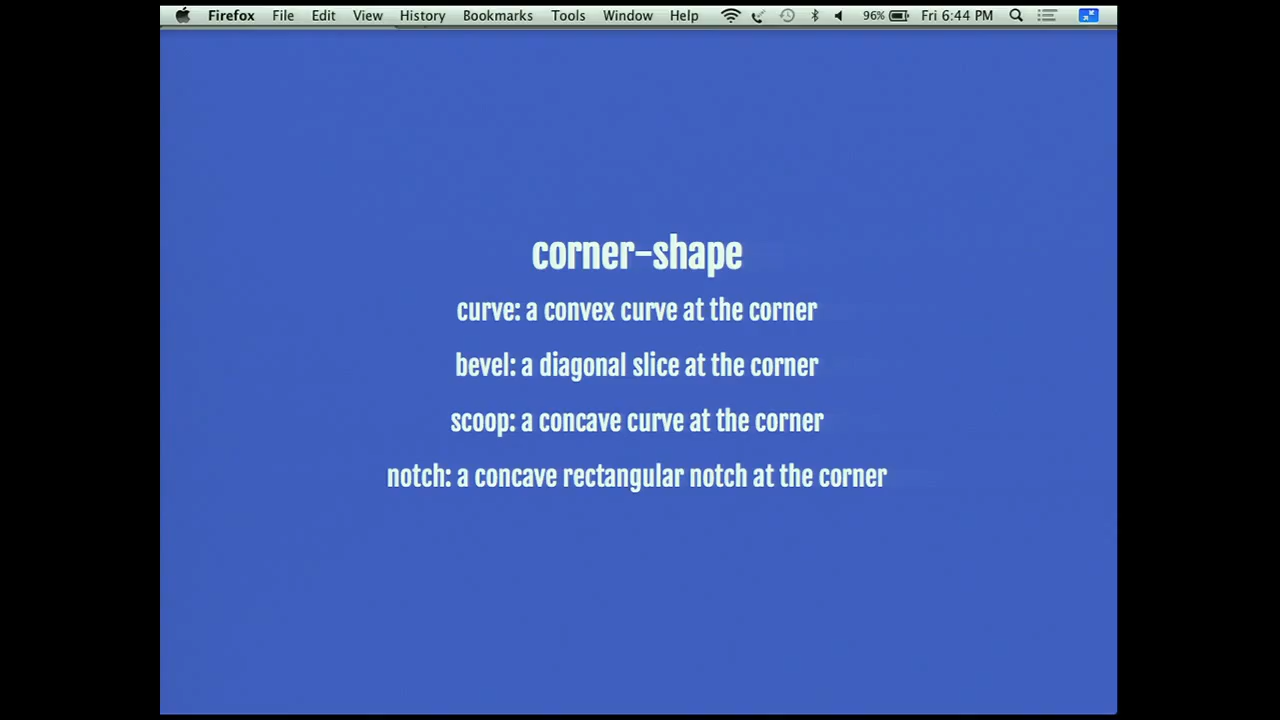 Firefox File Edit View History Bookmarks Tools Window Help 96% Fri 6:44 PM
corner-shape
curve: a convex curve at the corner
bevel: a diagonal slice at the corner
scoop: a concave curve at the corner
notch: a concave rectangular notch at the corner